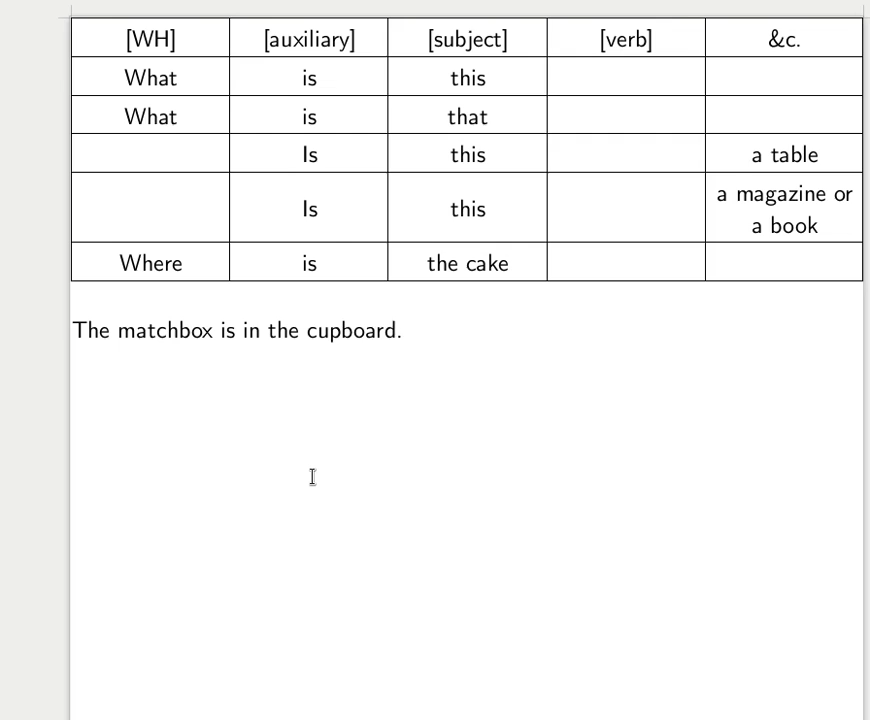 [WH] [auxiliary] [subject] [verb] &c.
What is this
What is that
Is this a table
Is this a magazine or
a book
Where is the cake
The matchbox is in the cupboard.